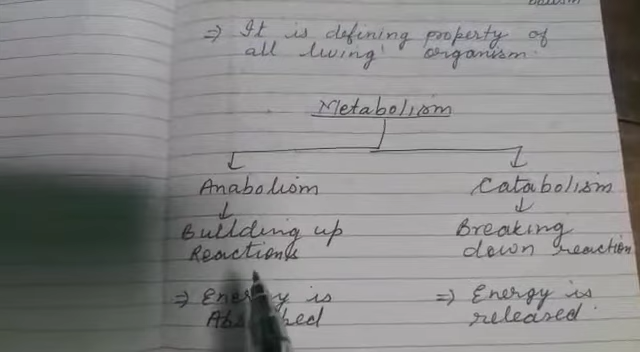 ⇒ It is defining property of
all living organism.
Metabolism
Anabolism Catabolism
Building up Breaking
Reactions down reaction
⇒ Energy is ⇒ Energy is
released.